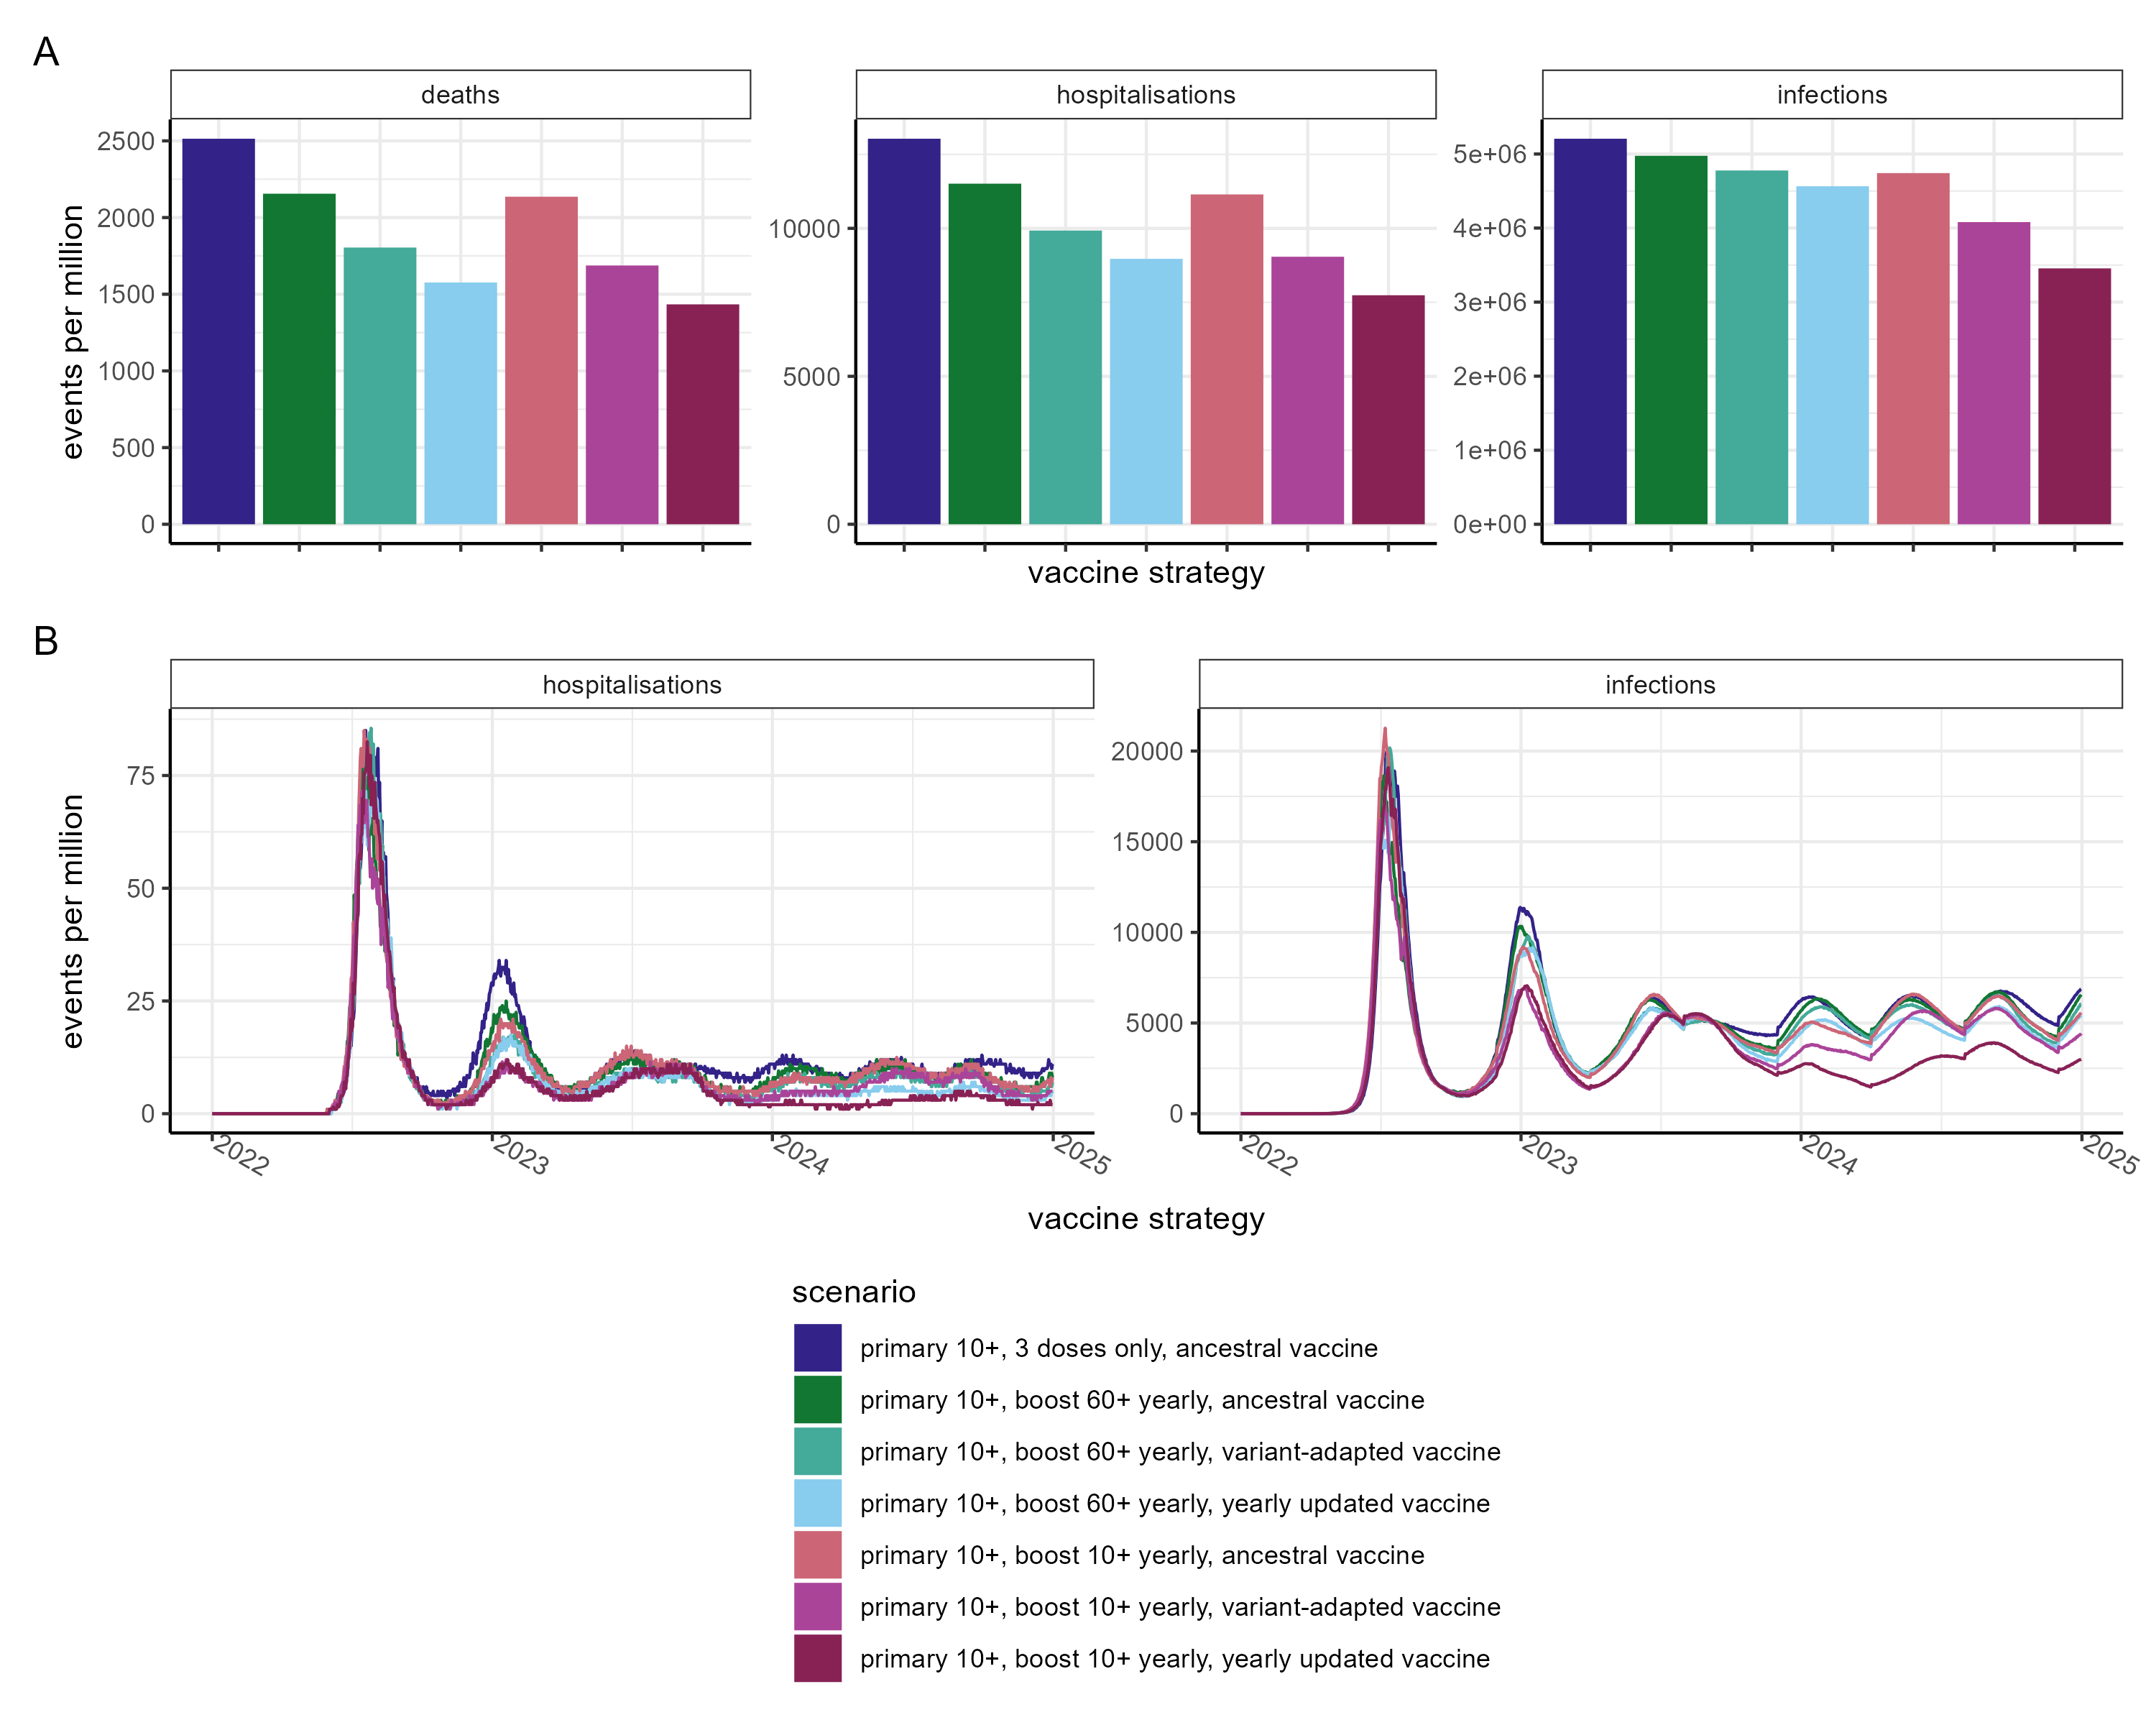 A
deaths
hospitalisations
infections
events per million
2500
2000
1500
1000
500
0
10000
5000
0
5e+06
4e+06
3e+06
2e+06
1e+06
0e+00
vaccine strategy
B
hospitalisations
infections
events per million
75
50
25
0
2022
2023
2024
2025
20000
15000
10000
5000
0
2022
2023
2024
2025
vaccine strategy
scenario
primary 10+, 3 doses only, ancestral vaccine
primary 10+, boost 60+ yearly, ancestral vaccine
primary 10+, boost 60+ yearly, variant-adapted vaccine
primary 10+, boost 60+ yearly, yearly updated vaccine
primary 10+, boost 10+ yearly, ancestral vaccine
primary 10+, boost 10+ yearly, variant-adapted vaccine
primary 10+, boost 10+ yearly, yearly updated vaccine